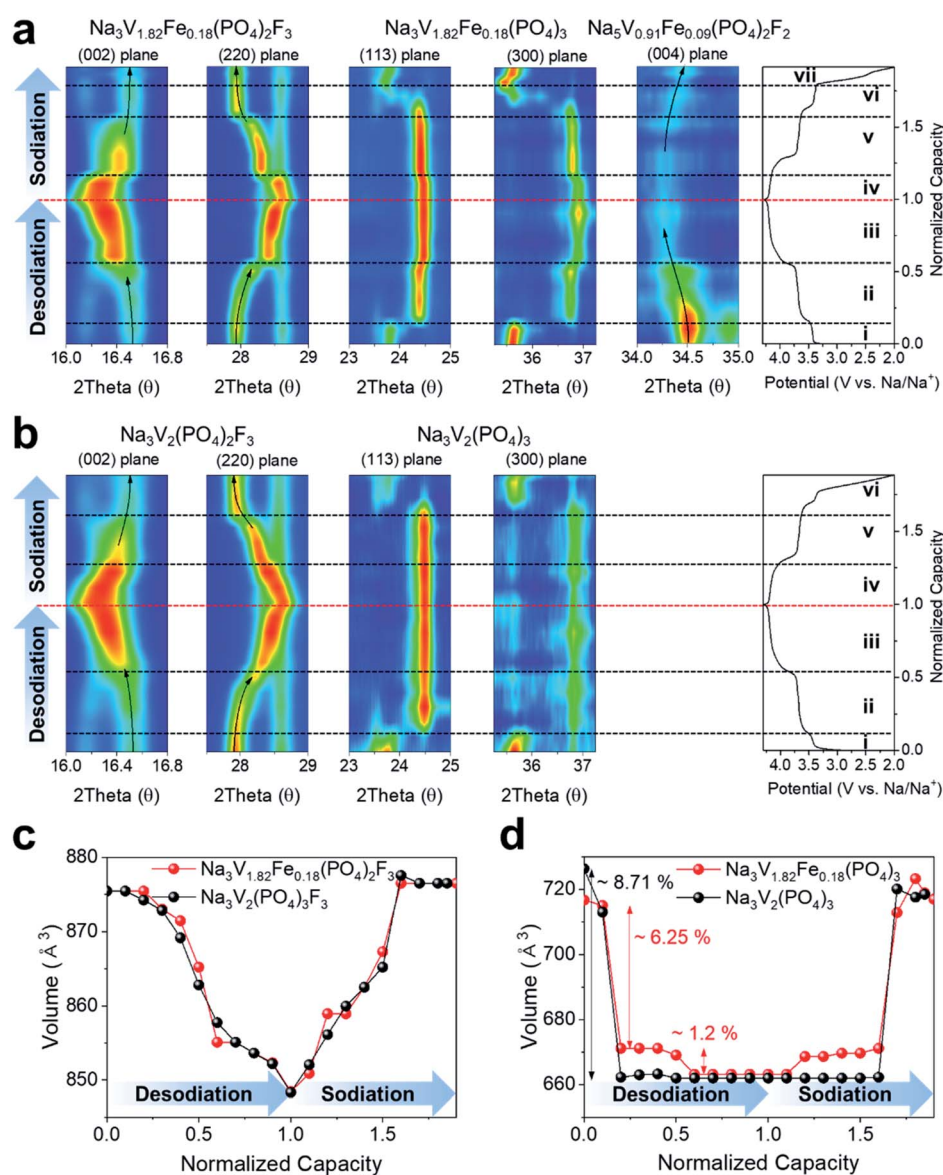 a
Na₃V₁.₈₂Fe₀.₁₈(PO₄)₂F₃
Na₃V₁.₈₂Fe₀.₁₈(PO₄)₃
Na₅V₀.₉₁Fe₀.₀₉(PO₄)₂F₂
(002) plane
(220) plane
(113) plane
(300) plane
(004) plane
Sodiation
Desodiation
vii
vi
v
iv
iii
ii
i
1.5
1.0
0.5
0.0
Normalized Capacity
16.0 16.4 16.8
28 29
23 24 25
36 37
34.0 34.5 35.0
4.3 3.6 2.9 2.0
2Theta (θ)
2Theta (θ)
2Theta (θ)
2Theta (θ)
2Theta (θ)
Potential (V vs. Na/Na⁺)
b
Na₃V₂(PO₄)₂F₃
Na₃V₂(PO₄)₃
(002) plane
(220) plane
(113) plane
(300) plane
Sodiation
Desodiation
vi
v
iv
iii
ii
i
1.5
1.0
0.5
0.0
Normalized Capacity
16.0 16.4 16.8
28 29
23 24 25
36 37
4.3 3.6 2.9 2.0
2Theta (θ)
2Theta (θ)
2Theta (θ)
2Theta (θ)
Potential (V vs. Na/Na⁺)
c
880
870
860
850
Volume (Å³)
Na₃V₁.₈₂Fe₀.₁₈(PO₄)₂F₃
Na₃V₂(PO₄)₃F₃
Desodiation
Sodiation
0.0 0.5 1.0 1.5
Normalized Capacity
d
720
700
680
660
Volume (Å³)
Na₃V₁.₈₂Fe₀.₁₈(PO₄)₃
Na₃V₂(PO₄)₃
~ 8.71 %
~ 6.25 %
~ 1.2 %
Desodiation
Sodiation
0.0 0.5 1.0 1.5
Normalized Capacity